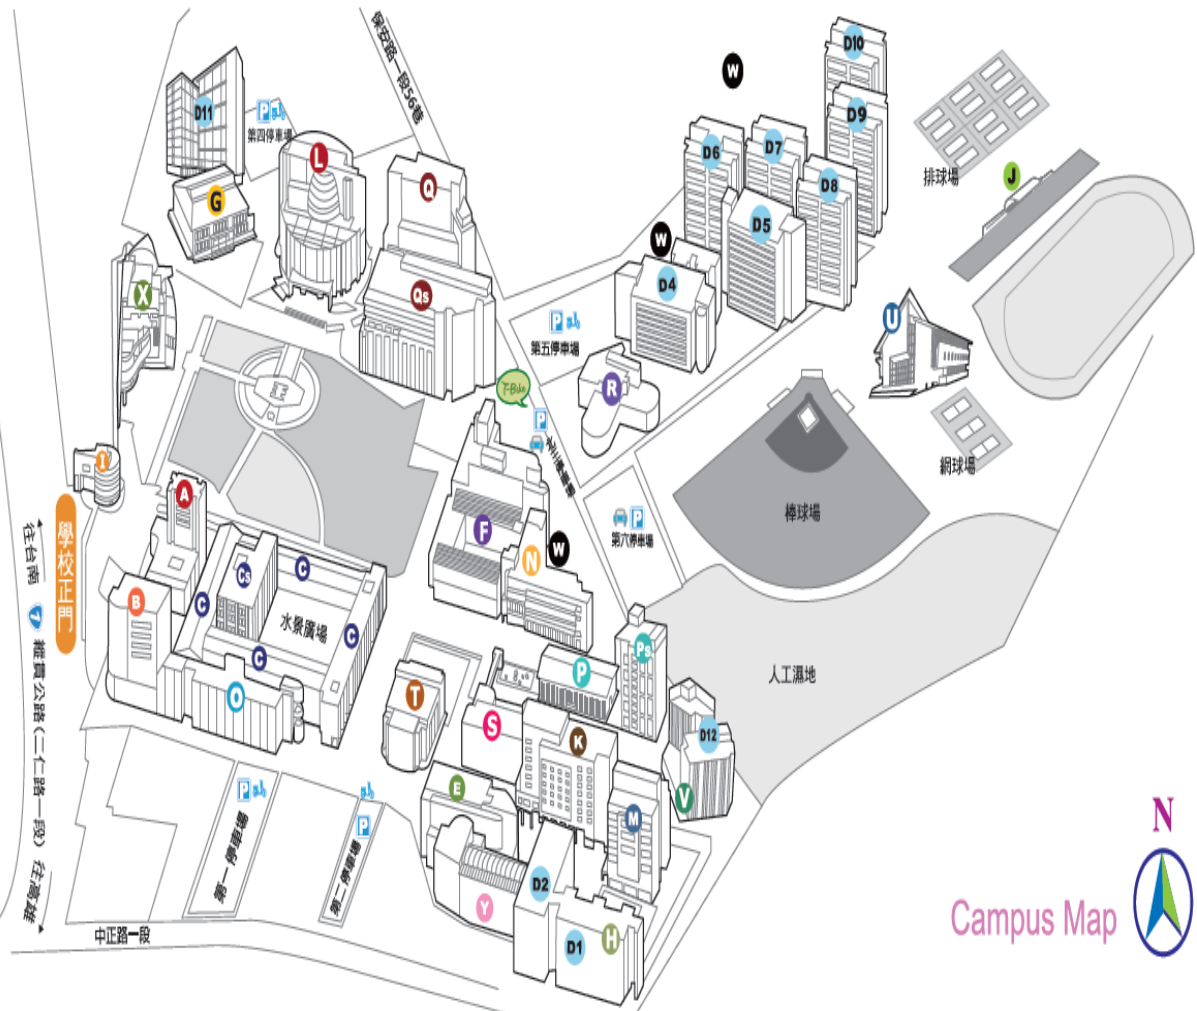 榮安路一段56巷
D10
W
D11
P
第四停車場
D9
L
D6
D7
Q
D8
排球場
J
G
D5
W
D4
X
Qs
U
P
第五停車場
R
T-Bike
P
網球場
I
A
棒球場
P
第六停車場
F
N
W
學校正門
往台南
1
縱貫公路(二仁路一段)
往高雄
Cs
C
B
C
水景廣場
C
C
P
Ps
人工濕地
O
T
S
K
D12
E
V
M
P
第一停車場
P
第二停車場
D2
Y
D1
H
中正路一段
N
Campus Map